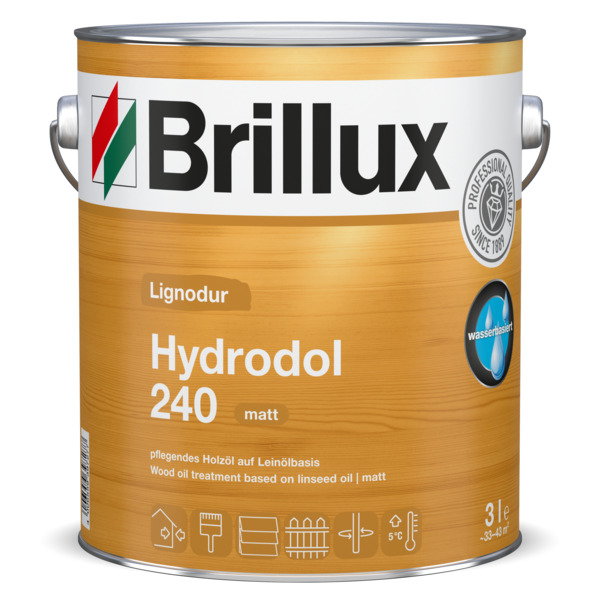 Brillux
PROFESSIONAL QUALITY
SINCE 1889
Lignodur
wasserbasiert
Hydrodol
240 matt
pflegendes Holzöl auf Leinölbasis
Wood oil treatment based on linseed oil | matt
5°C
3 l e
~33-43 m²